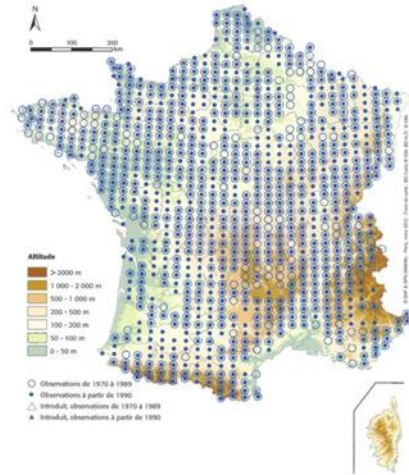 N
0 100 200
km
Altitude
> 2000 m
1 000 - 2 000 m
500 - 1 000 m
200 - 500 m
100 - 200 m
50 - 100 m
0 - 50 m
Observations de 1970 à 1989
Observations à partir de 1990
Introduit, observations de 1970 à 1989
Introduit, observations à partir de 1990